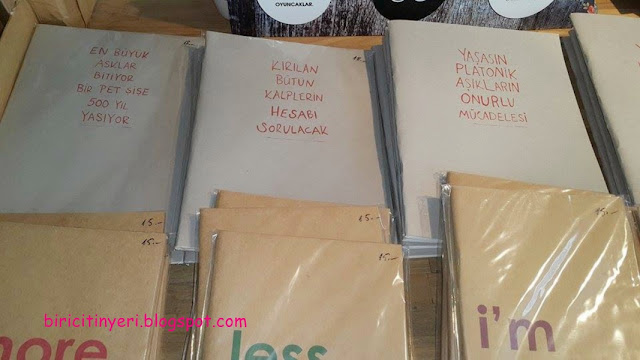 OYUNCAKLAR
EN BÜYÜK
AŞKLAR
BİTİYOR
BİR PET ŞİŞE
500 YIL
YAŞIYOR
KIRILAN
BÜTÜN
KALPLERİN
HESABI
SORULACAK
YAŞASIN
PLATONİK
AŞIKLARIN
ONURLU
MÜCADELESİ
15.-
15.-
15.-
15.-
15.-
more
less
i'm
biricitinyeri.blogspot.com